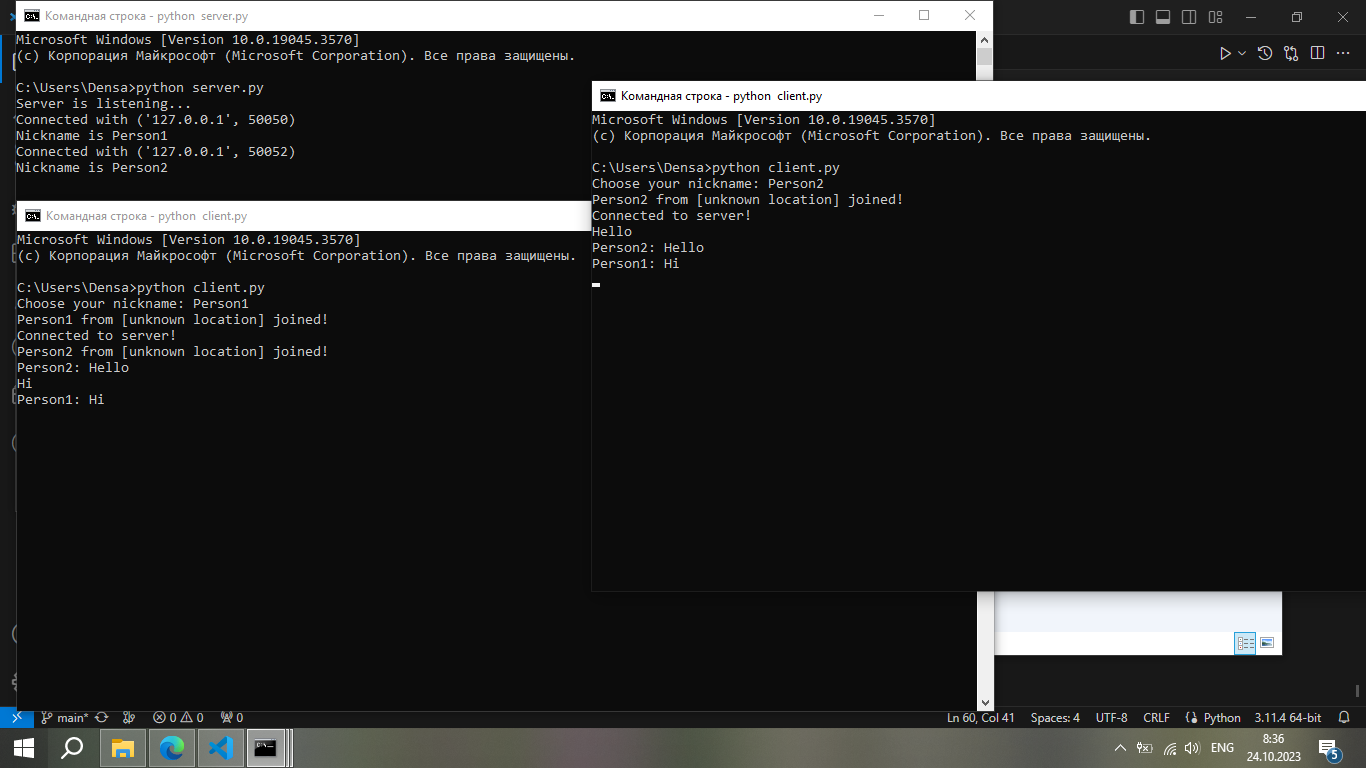 Командная строка - python  server.py
Microsoft Windows [Version 10.0.19045.3570]
(c) Корпорация Майкрософт (Microsoft Corporation). Все права защищены.
C:\Users\Densa>python server.py
Server is listening...
Connected with ('127.0.0.1', 50050)
Nickname is Person1
Connected with ('127.0.0.1', 50052)
Nickname is Person2
Командная строка - python  client.py
Microsoft Windows [Version 10.0.19045.3570]
(c) Корпорация Майкрософт (Microsoft Corporation). Все права защищены.
C:\Users\Densa>python client.py
Choose your nickname: Person1
Person1 from [unknown location] joined!
Connected to server!
Person2 from [unknown location] joined!
Person2: Hello
Hi
Person1: Hi
Командная строка - python  client.py
Microsoft Windows [Version 10.0.19045.3570]
(c) Корпорация Майкрософт (Microsoft Corporation). Все права защищены.
C:\Users\Densa>python client.py
Choose your nickname: Person2
Person2 from [unknown location] joined!
Connected to server!
Hello
Person2: Hello
Person1: Hi
main* 0 0 0 Ln 60, Col 41 Spaces: 4 UTF-8 CRLF Python 3.11.4 64-bit
ENG 8:36
24.10.2023
5